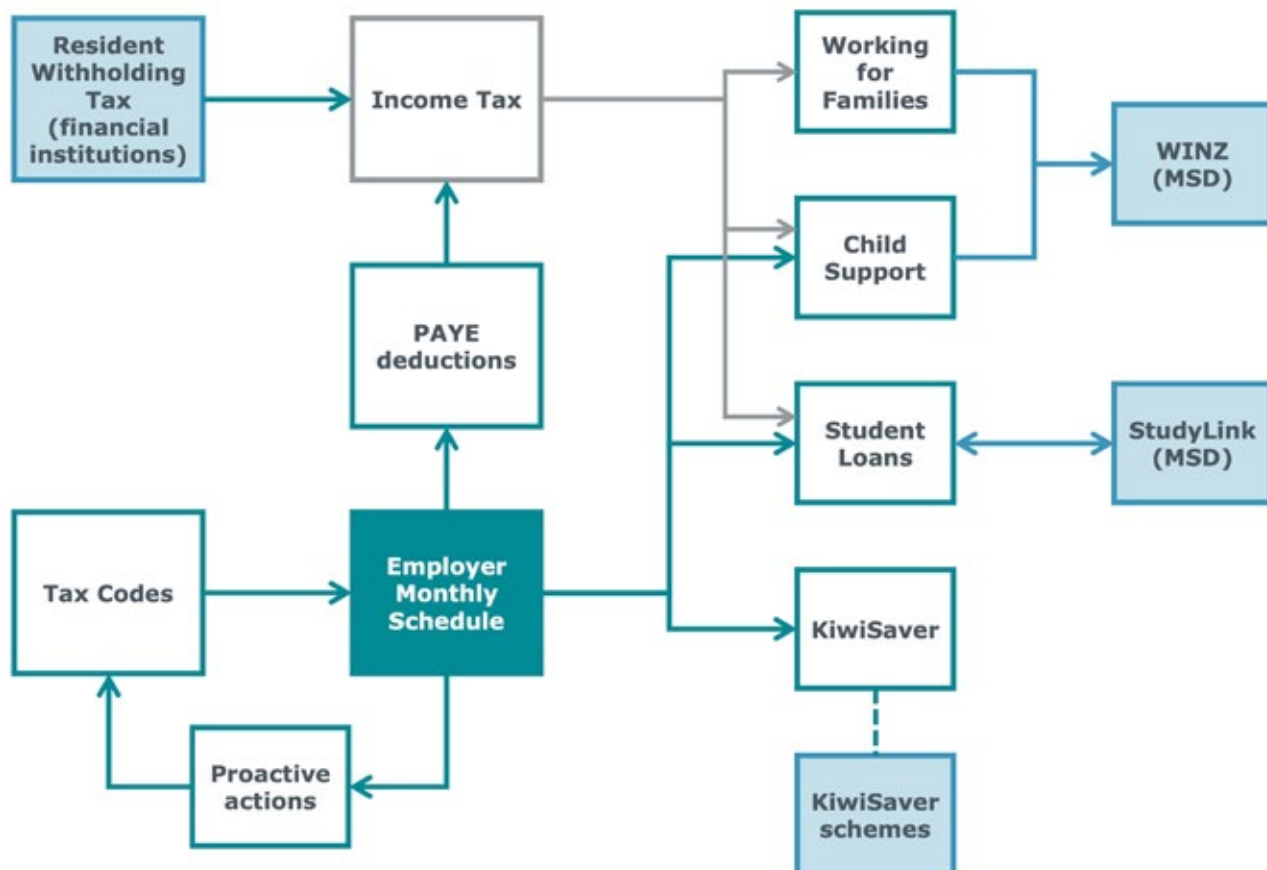 Resident
Withholding
Tax
(financial
institutions)
Income Tax
Working
for
Families
WINZ
(MSD)
Child
Support
PAYE
deductions
Student
Loans
StudyLink
(MSD)
Tax Codes
Employer
Monthly
Schedule
KiwiSaver
Proactive
actions
KiwiSaver
schemes